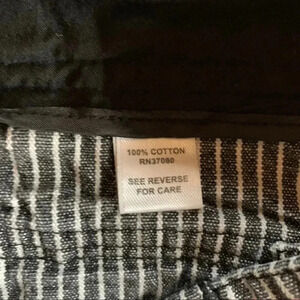 100% COTTON
RN37080
SEE REVERSE
FOR CARE